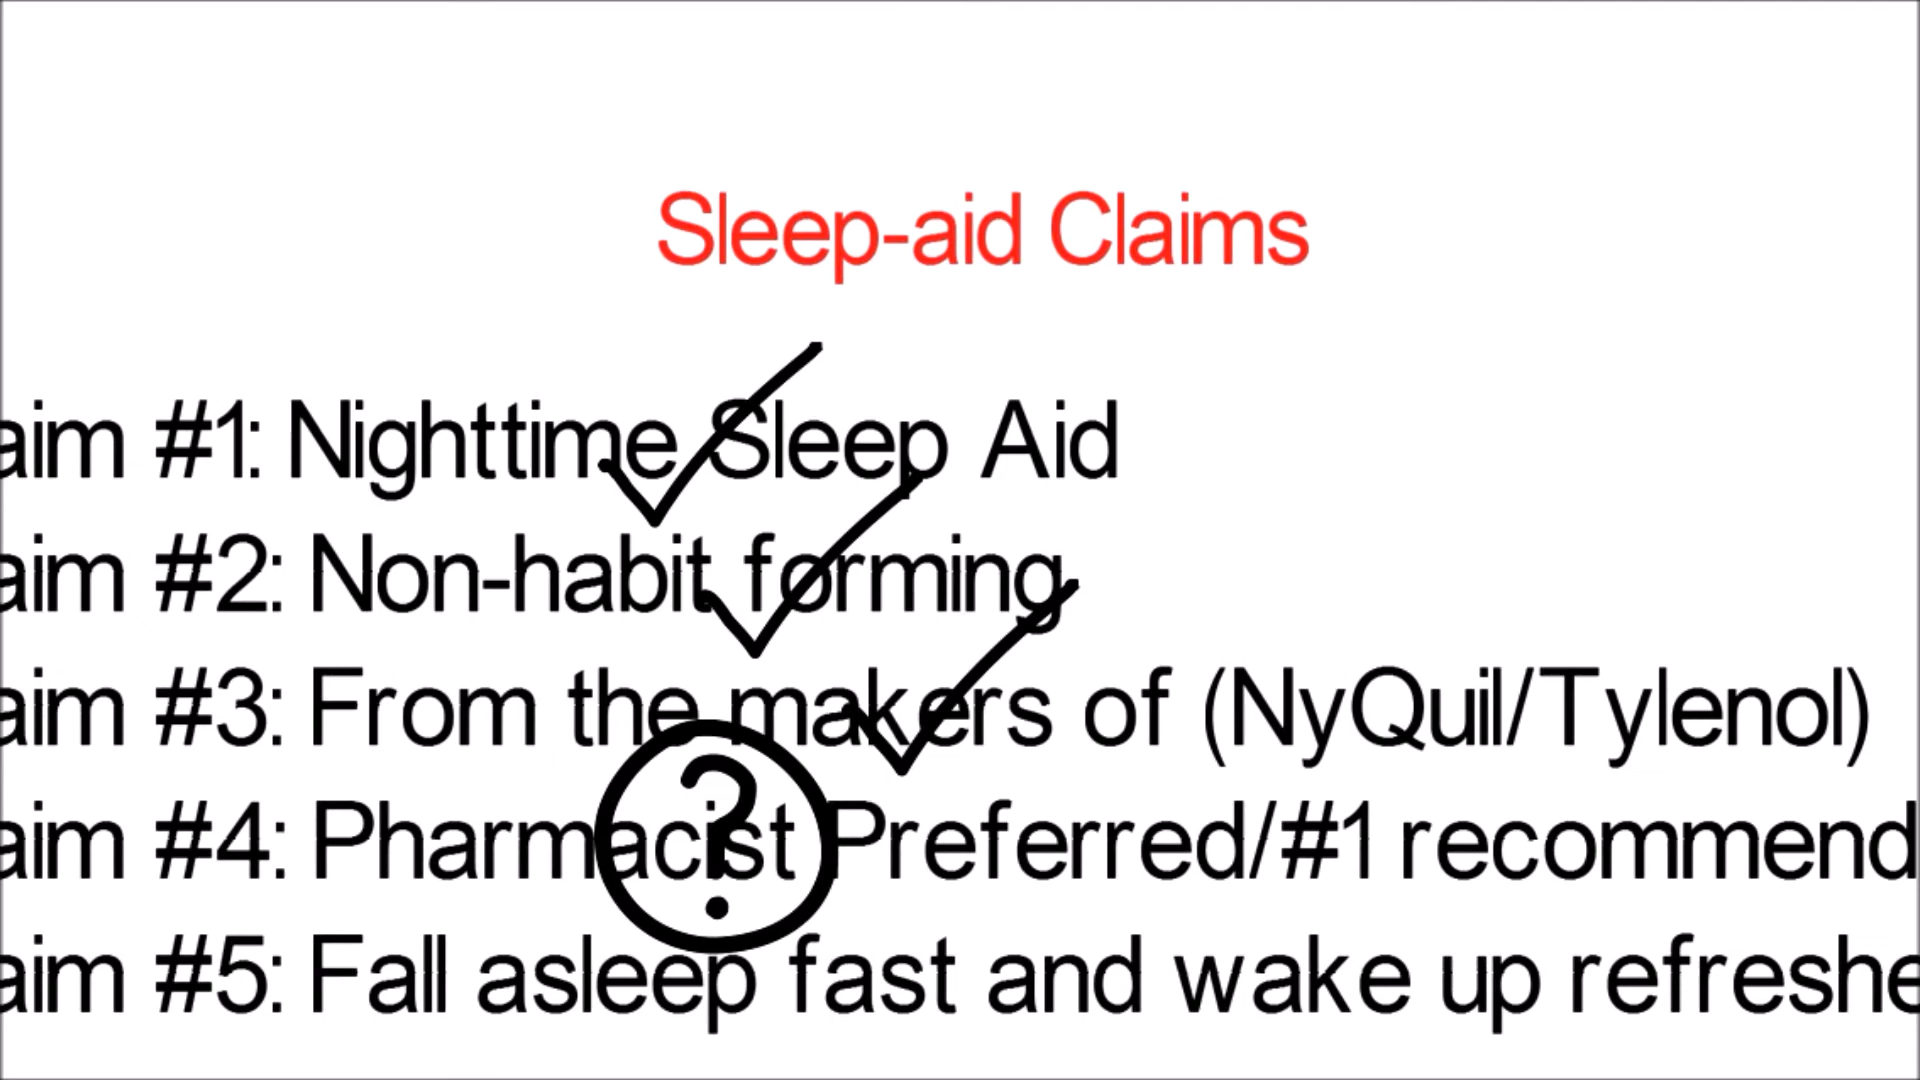 Sleep-aid Claims
aim #1: Nighttime Sleep Aid
aim #2: Non-habit forming
aim #3: From the makers of (NyQuil/Tylenol)
aim #4: Pharmacist Preferred/#1 recommend
?
aim #5: Fall asleep fast and wake up refreshe